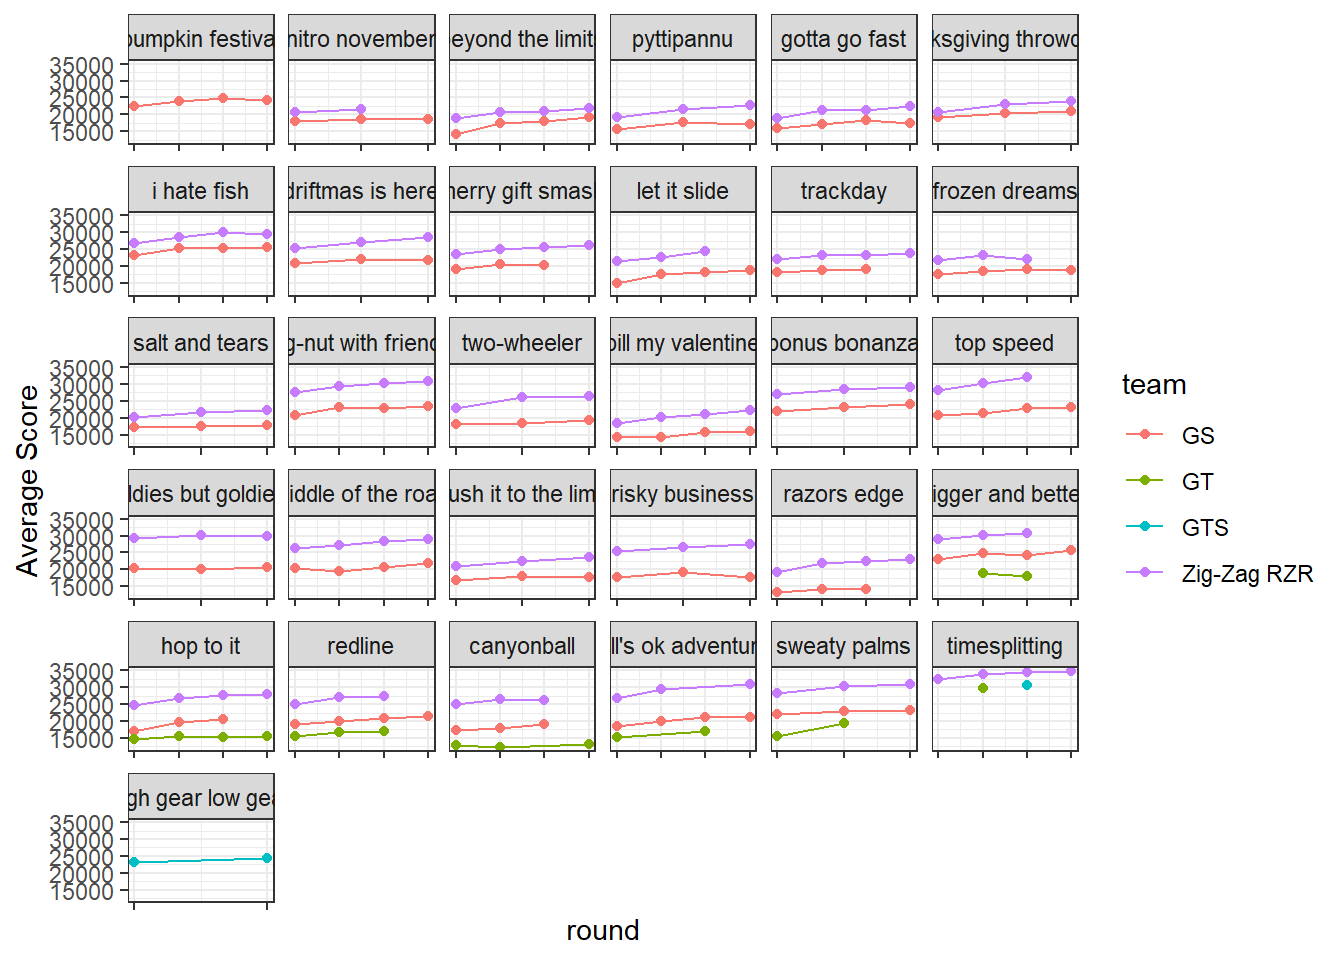 pumpkin festiva
nitro november
eyond the limit
pyttipannu
gotta go fast
ksgiving throwd
35000
30000
25000
20000
15000
i hate fish
driftmas is here
nerry gift smas
let it slide
trackday
frozen dreams
35000
30000
25000
20000
15000
salt and tears
g-nut with friend
two-wheeler
bill my valentine
bonus bonanza
top speed
35000
30000
25000
20000
15000
ldies but goldie
iddle of the roa
ush it to the lim
risky business
razors edge
igger and bette
35000
30000
25000
20000
15000
hop to it
redline
canyonball
ll's ok adventur
sweaty palms
timesplitting
35000
30000
25000
20000
15000
gh gear low gea
35000
30000
25000
20000
15000
Average Score
round
team
GS
GT
GTS
Zig-Zag RZR